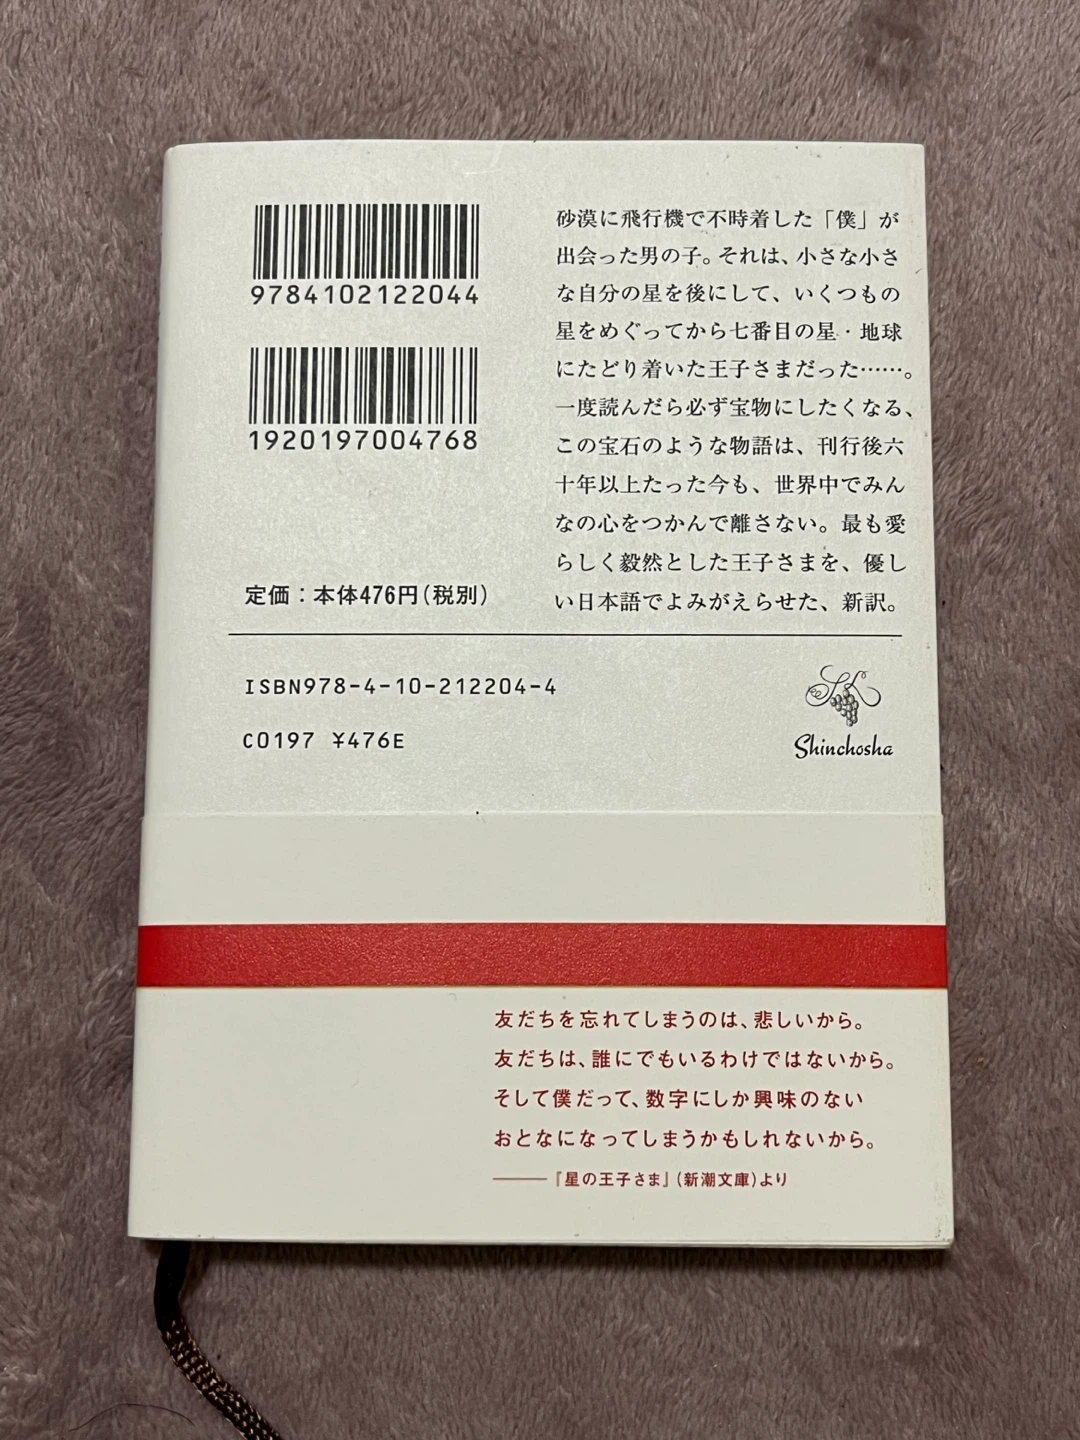 9784102122044
1920197004768
定価：本体476円（税別）
砂漠に飛行機で不時着した「僕」が
出会った男の子。それは、小さな小さ
な自分の星を後にして、いくつもの
星をめぐってから七番目の星・地球
にたどり着いた王子さまだった……。
一度読んだら必ず宝物にしたくなる、
この宝石のような物語は、刊行後六
十年以上たった今も、世界中でみん
なの心をつかんで離さない。最も愛
らしく毅然とした王子さまを、優し
い日本語でよみがえらせた、新訳。
ISBN978-4-10-212204-4
C0197 ¥476E
SK
Shinchosha
友だちを忘れてしまうのは、悲しいから。
友だちは、誰にでもいるわけではないから。
そして僕だって、数字にしか興味のない
おとなになってしまうかもしれないから。
――『星の王子さま』（新潮文庫）より